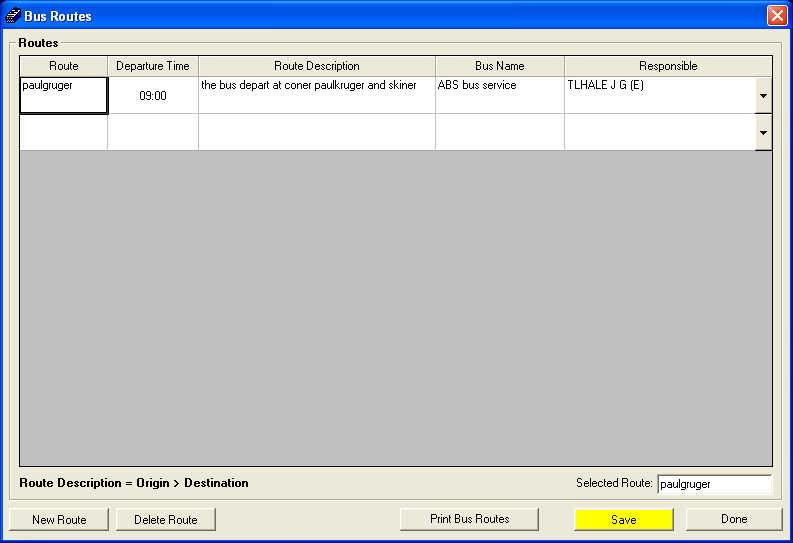 Bus Routes
Routes
Route Departure Time Route Description Bus Name Responsible
paulgruger 09:00 the bus depart at coner paulkruger and skiner ABS bus service TLHALE J G (E)
Route Description = Origin > Destination Selected Route: paulgruger
New Route Delete Route Print Bus Routes Save Done